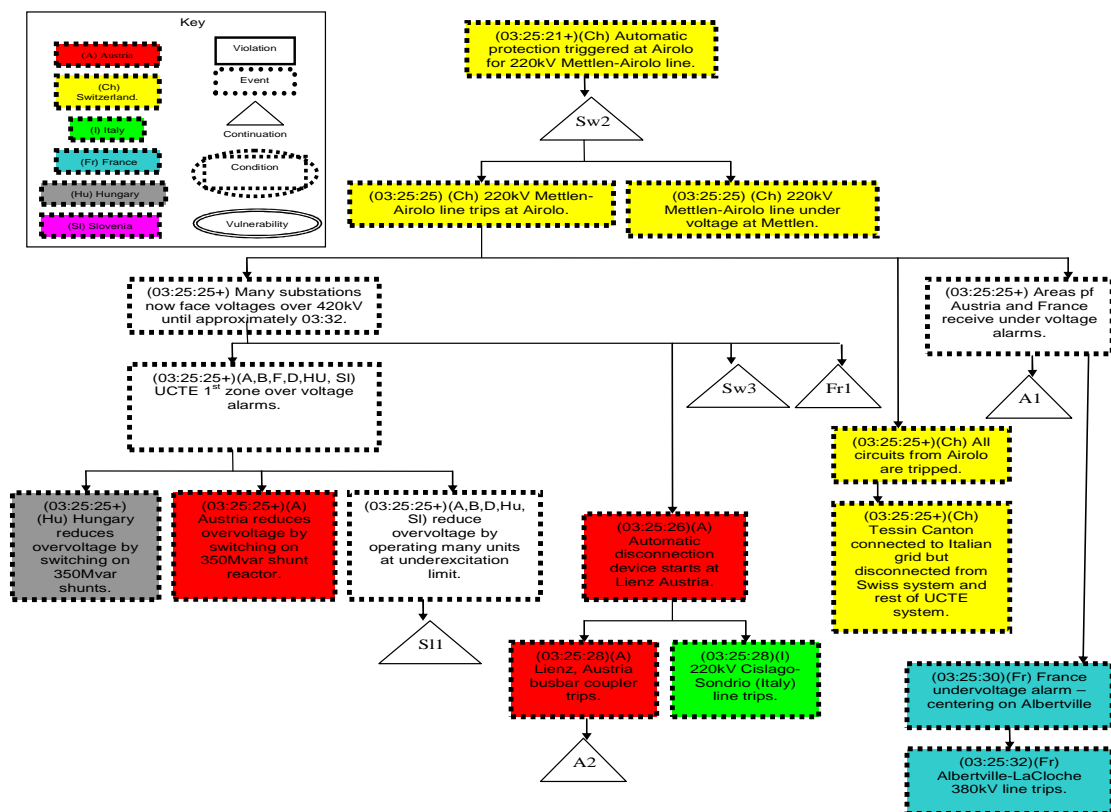 Key
(A) Austria
(Ch)
Switzerland.
(I) Italy
(Fr) France
(Hu) Hungary
(Sl) Slovenia
Violation
Event
Continuation
Condition
Vulnerability
(03:25:21+)(Ch) Automatic
protection triggered at Airolo
for 220kV Mettlen-Airolo line.
Sw2
(03:25:25) (Ch) 220kV Mettlen-
Airolo line trips at Airolo.
(03:25:25) (Ch) 220kV
Mettlen-Airolo line under
voltage at Mettlen.
(03:25:25+) Many substations
now face voltages over 420kV
until approximately 03:32.
(03:25:25+) Areas pf
Austria and France
receive under voltage
alarms.
(03:25:25+)(A,B,F,D,HU, Sl)
UCTE 1st zone over voltage
alarms.
Sw3
Fr1
A1
(03:25:25+)(Ch) All
circuits from Airolo
are tripped.
(03:25:25+)
(Hu) Hungary
reduces
overvoltage by
switching on
350Mvar
shunts.
(03:25:25+)(A)
Austria reduces
overvoltage by
switching on
350Mvar shunt
reactor.
(03:25:25+)(A,B,D,Hu,
Sl) reduce
overvoltage by
operating many units
at underexcitation
limit.
(03:25:26)(A)
Automatic
disconnection
device starts at
Lienz Austria.
(03:25:25+)(Ch)
Tessin Canton
connected to Italian
grid but
disconnected from
Swiss system and
rest of UCTE
system.
Sl1
(03:25:28)(A)
Lienz, Austria
busbar coupler
trips.
(03:25:28)(I)
220kV Cislago-
Sondrio (Italy)
line trips.
(03:25:30)(Fr) France
undervoltage alarm –
centering on Albertville
A2
(03:25:32)(Fr)
Albertville-LaCloche
380kV line trips.